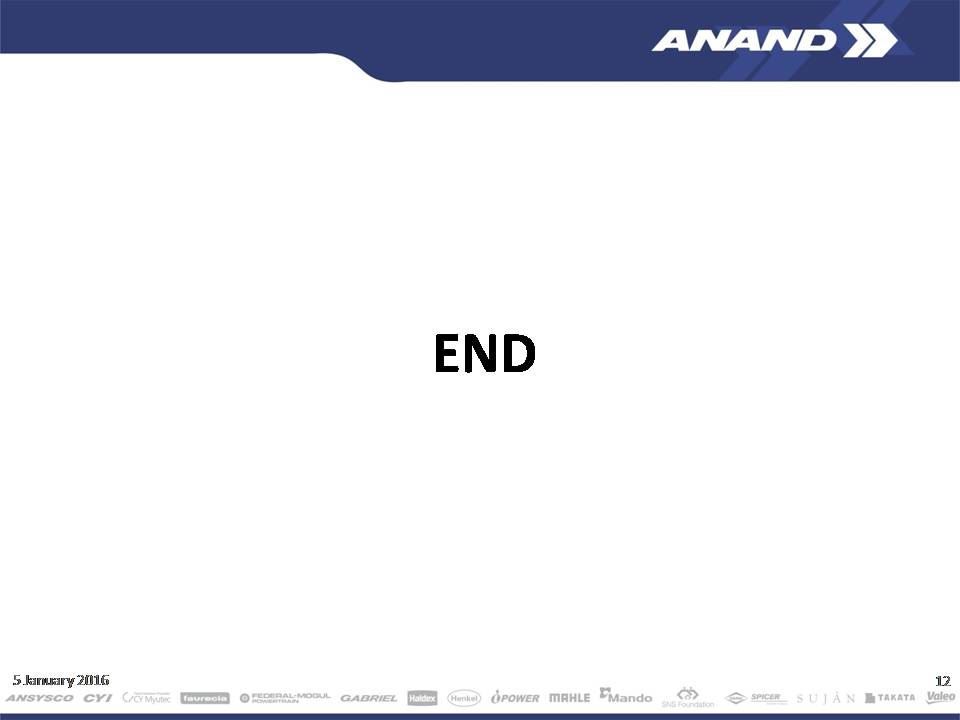 ANAND
END
5 January 2016
12
ANSYSCO CYI CY Myutec faurecia FEDERAL-MOGUL POWERTRAIN GABRIEL Haldex Henkel iPOWER MAHLE Mando SNS Foundation SPICER SUJÁN TAKATA Valeo